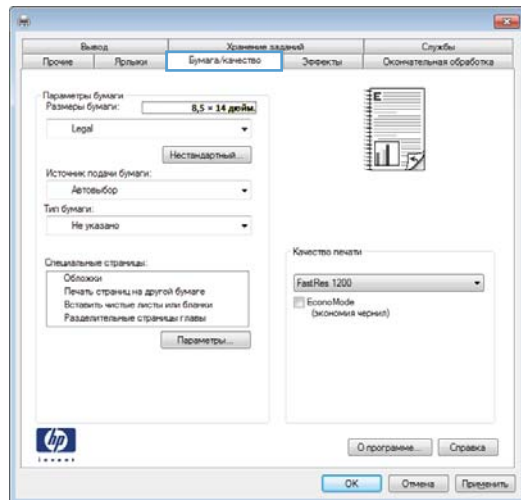 Вывод
Хранение заданий
Службы
Прочие
Ярлыки
Бумага/качество
Эффекты
Окончательная обработка
Параметры бумаги
Размеры бумаги:
8,5 × 14 дюйм.
Legal
Нестандартный...
Источник подачи бумаги:
Автовыбор
Тип бумаги:
Не указано
Специальные страницы:
Обложки
Печать страниц на другой бумаге
Вставить чистые листы или бланки
Разделительные страницы главы
Параметры...
E
Качество печати
FastRes 1200
EconoMode
(экономия чернил)
hp
invent
О программе...
Справка
OK
Отмена
Применить